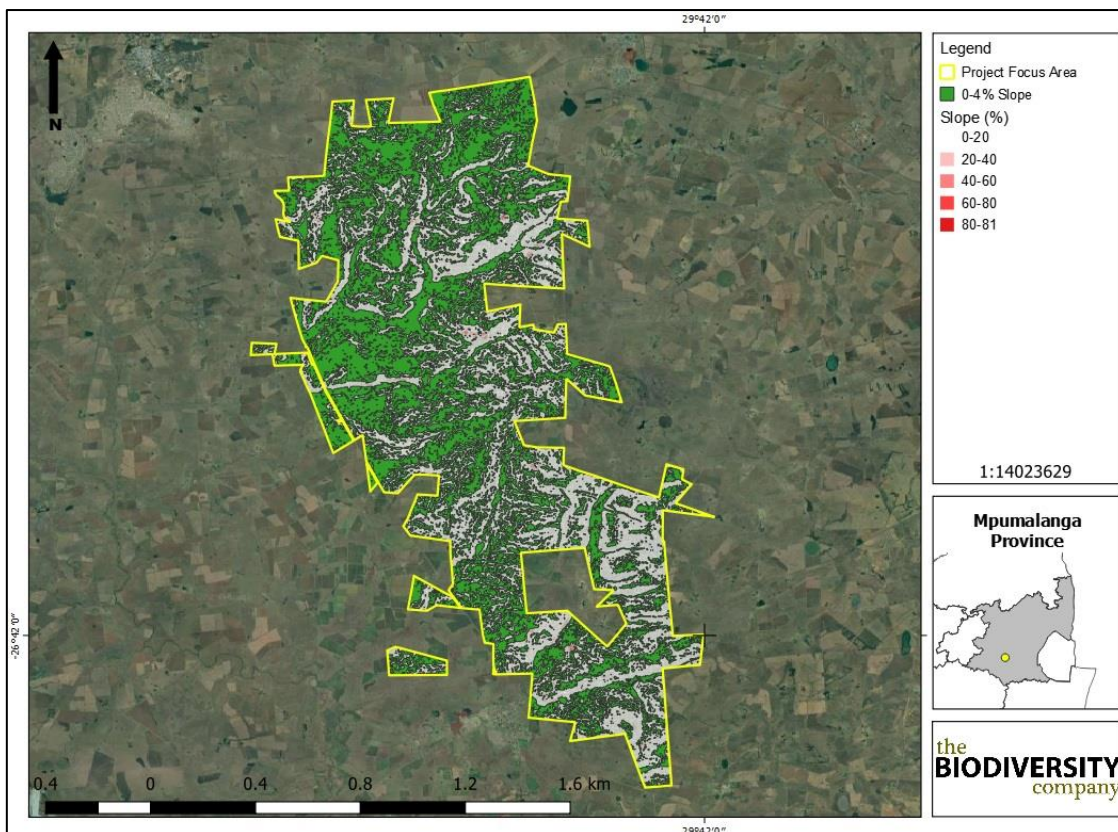 29°42'0"
N
-26°42'0"
0.4 0 0.4 0.8 1.2 1.6 km
29°42'0"
Legend
Project Focus Area
0-4% Slope
Slope (%)
0-20
20-40
40-60
60-80
80-81
1:14023629
Mpumalanga
Province
the
BIODIVERSITY
company